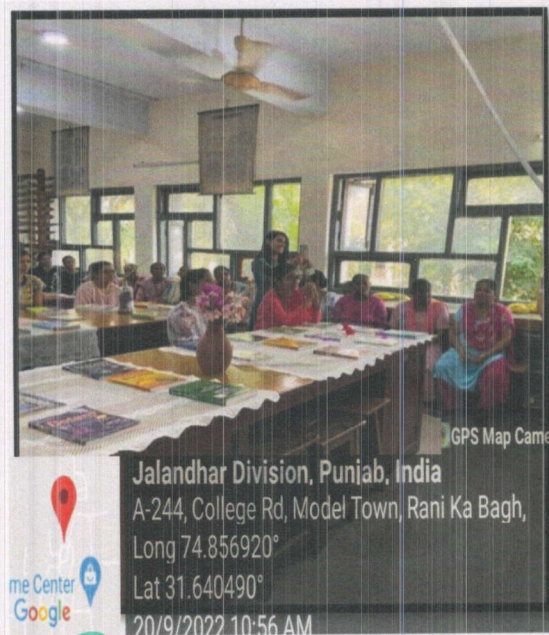 GPS Map Came
Jalandhar Division, Punjab, India
A-244, College Rd, Model Town, Rani Ka Bagh,
Long 74.856920°
Lat 31.640490°
20/9/2022 10:56 AM
me Center
Google